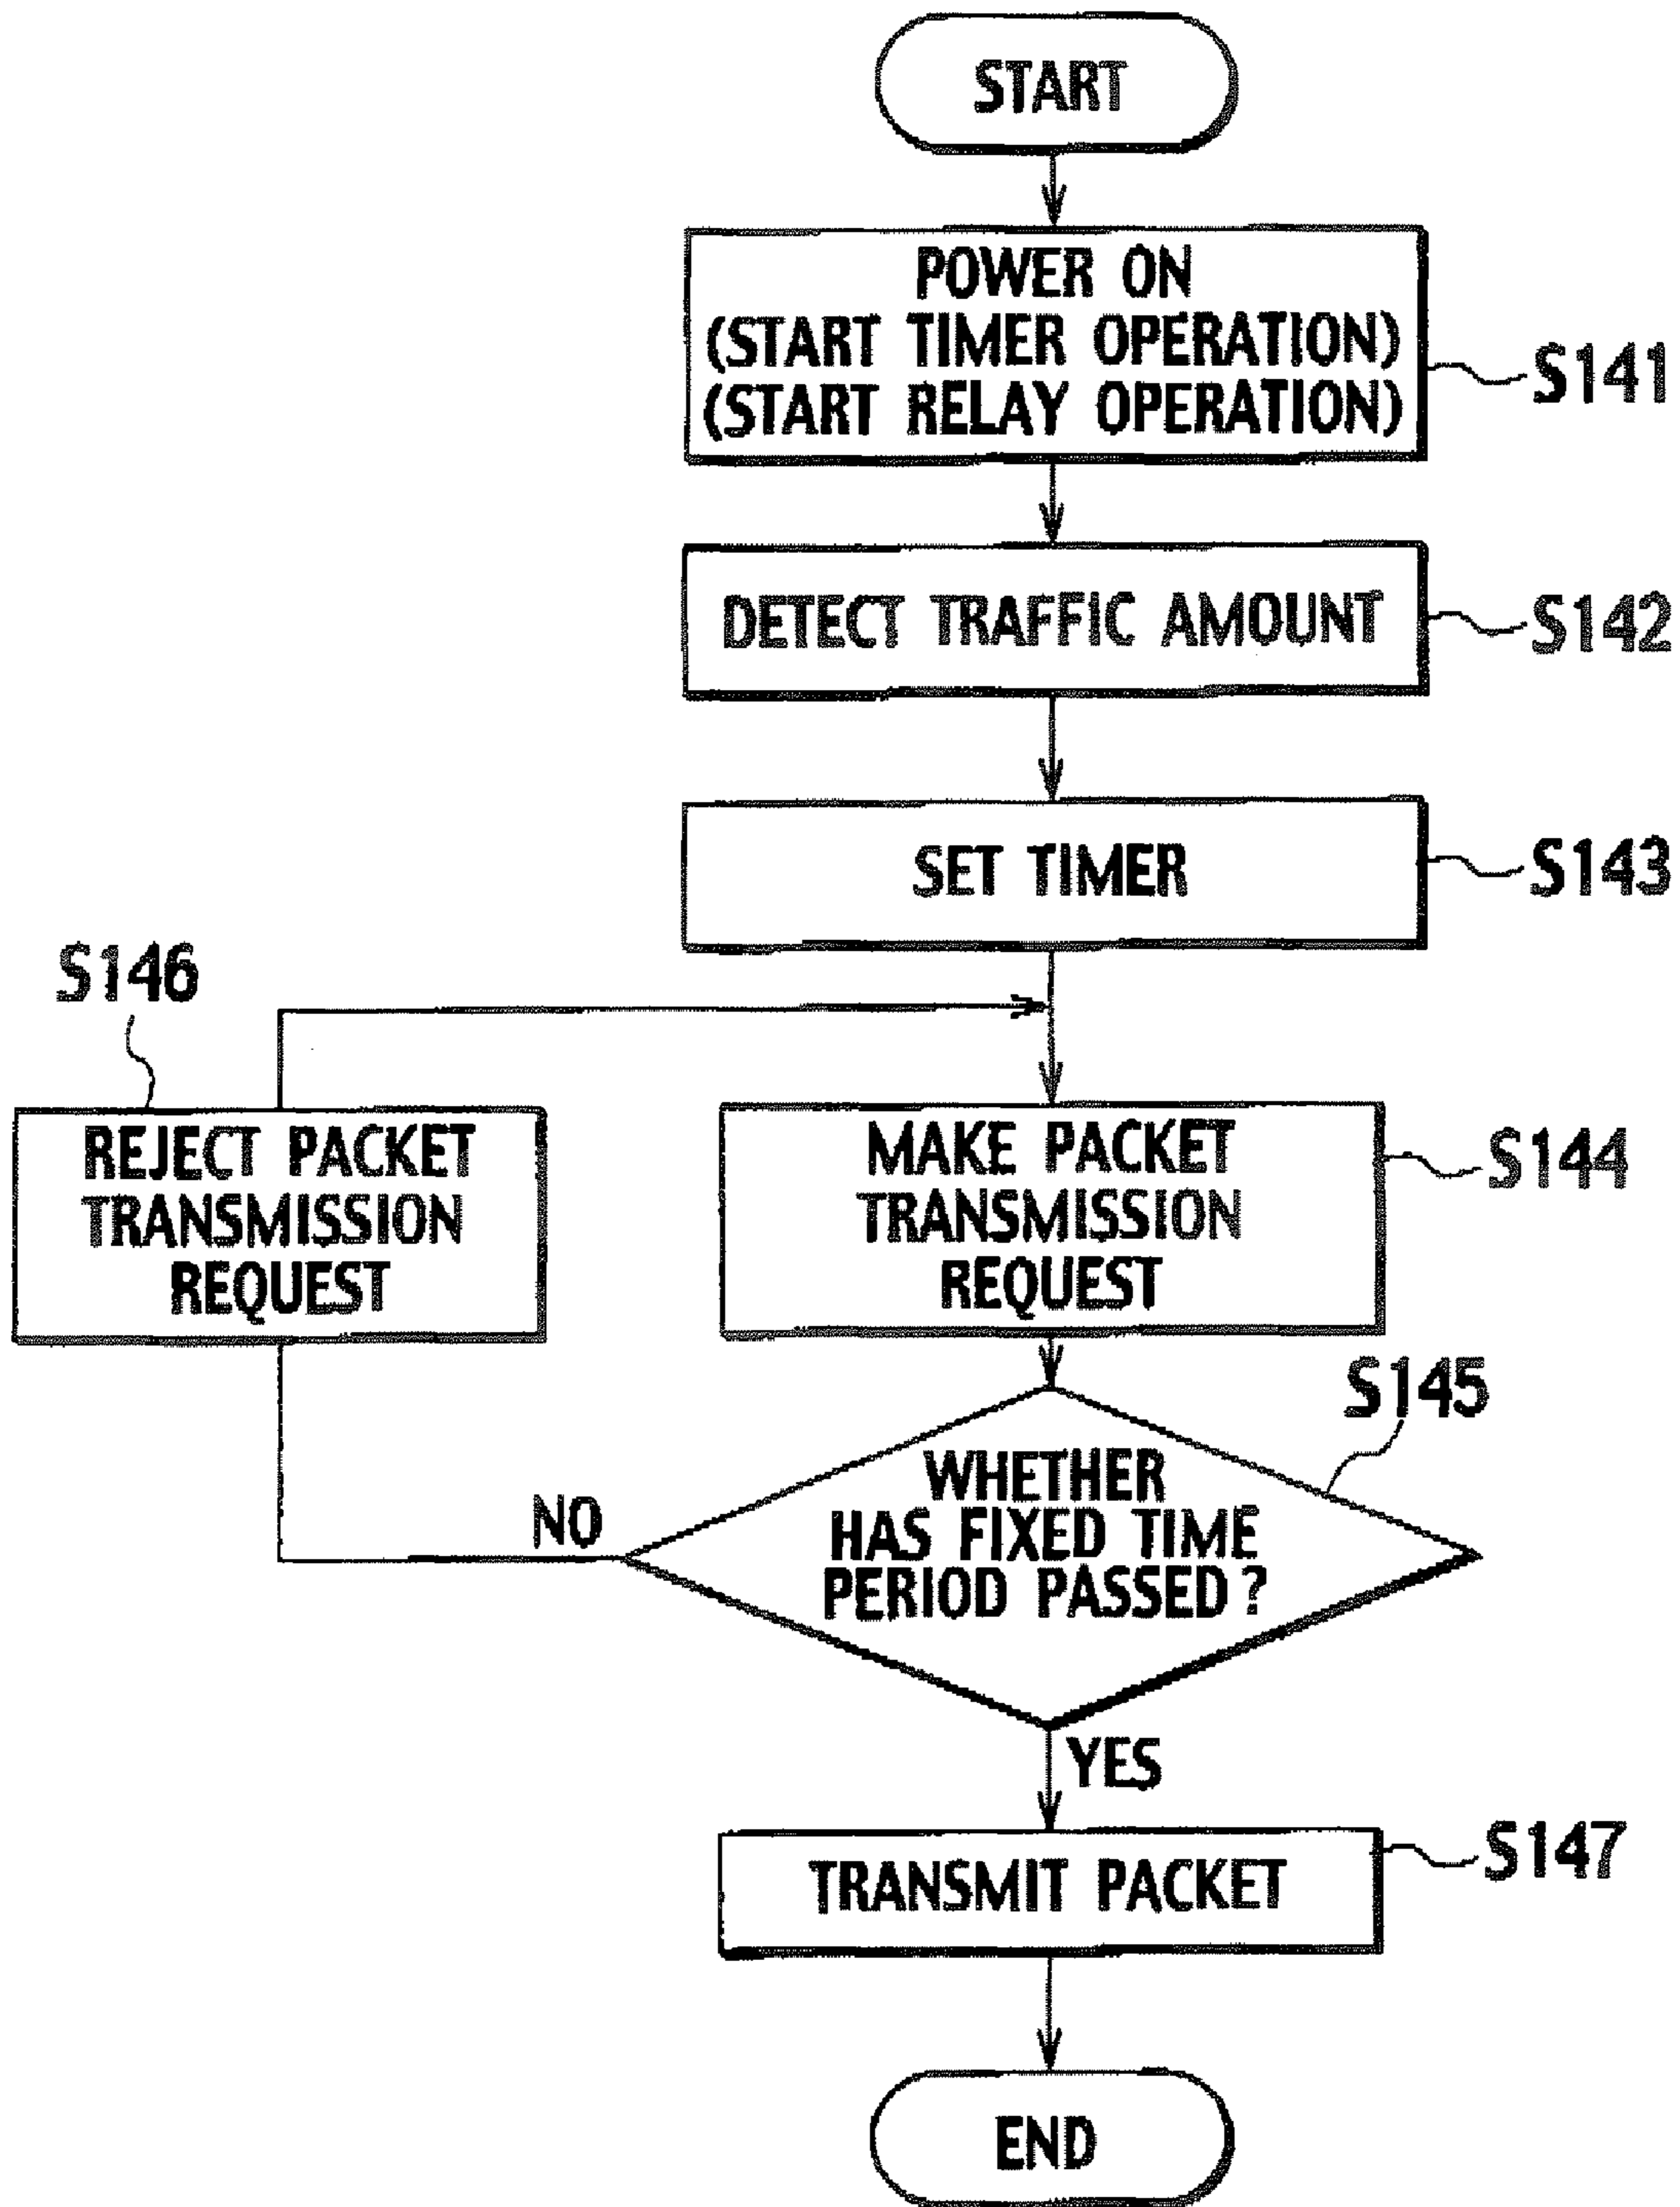 START
POWER ON
(START TIMER OPERATION)
(START RELAY OPERATION)
S141
DETECT TRAFFIC AMOUNT
S142
SET TIMER
S143
S146
REJECT PACKET
TRANSMISSION
REQUEST
MAKE PACKET
TRANSMISSION
REQUEST
S144
S145
WHETHER
HAS FIXED TIME
PERIOD PASSED?
NO
YES
TRANSMIT PACKET
S147
END